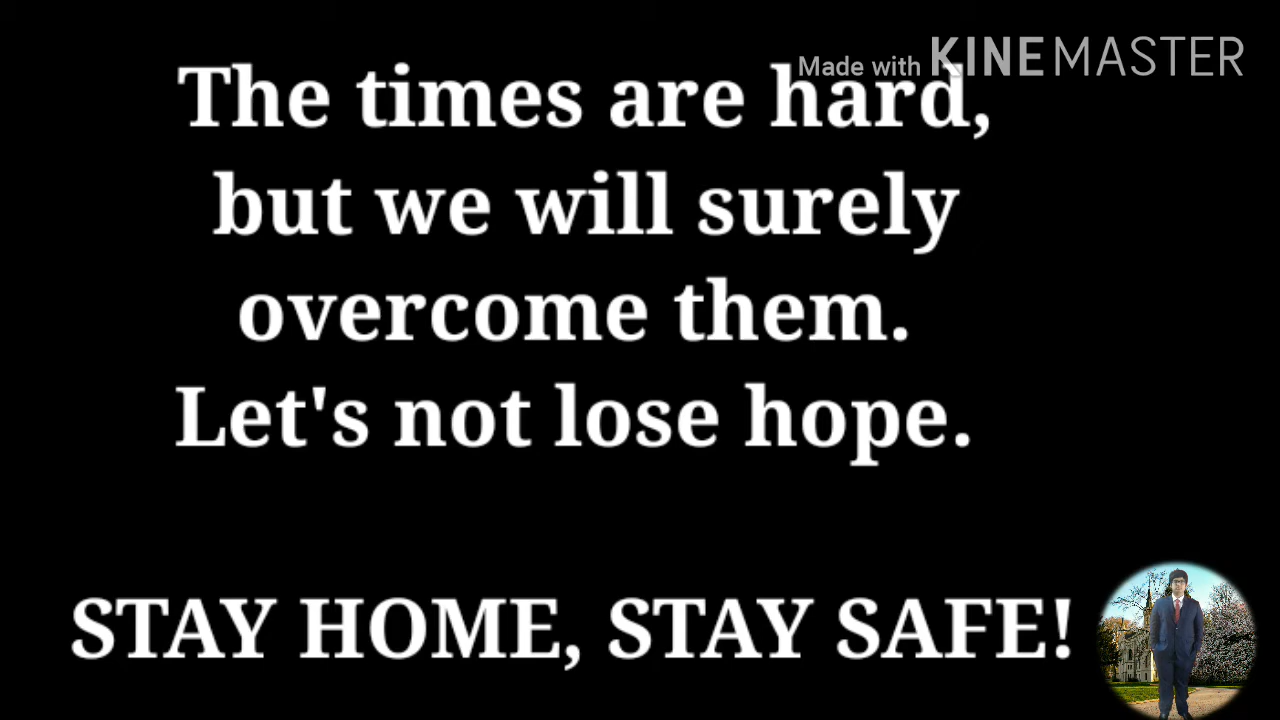 Made with KINEMASTER
The times are hard,
but we will surely
overcome them.
Let's not lose hope.
STAY HOME, STAY SAFE!